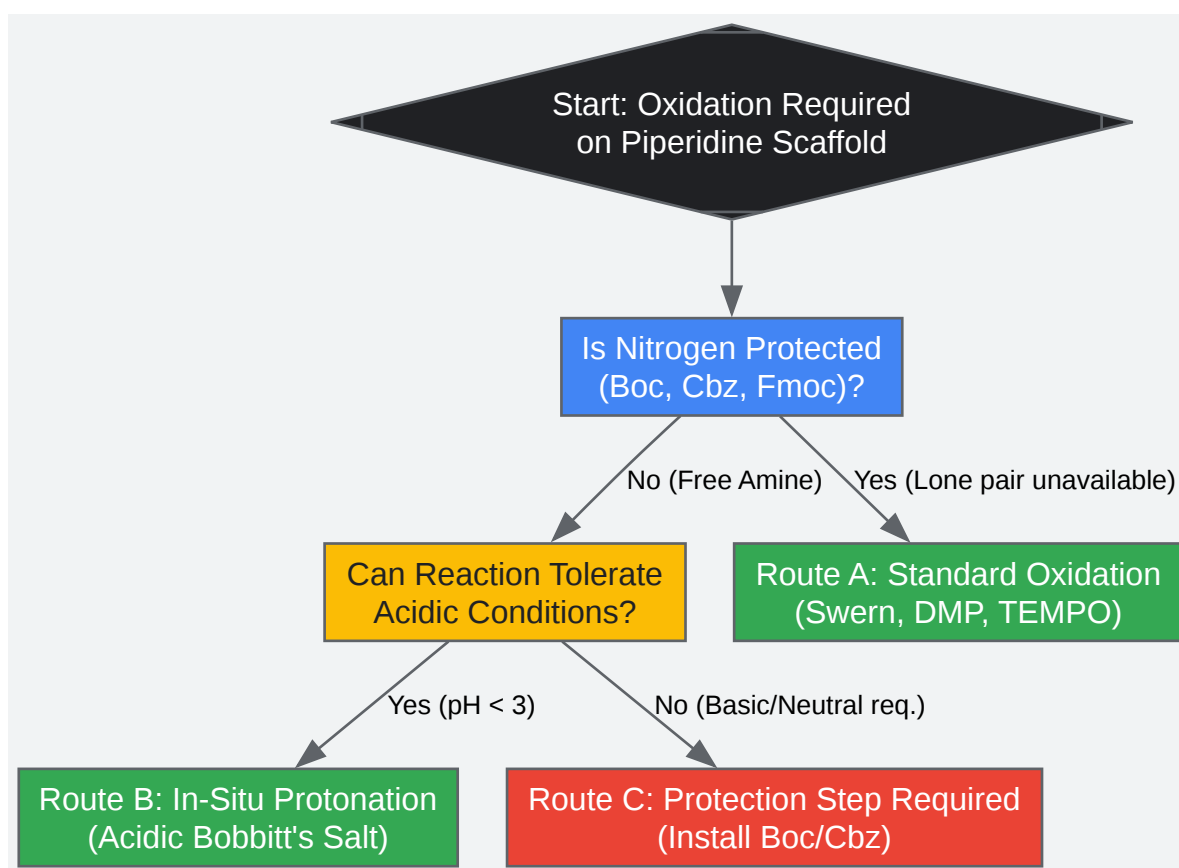 Start: Oxidation Required
on Piperidine Scaffold
Is Nitrogen Protected
(Boc, Cbz, Fmoc)?
No (Free Amine)
Yes (Lone pair unavailable)
Can Reaction Tolerate
Acidic Conditions?
Route A: Standard Oxidation
(Swern, DMP, TEMPO)
Yes (pH < 3)
No (Basic/Neutral req.)
Route B: In-Situ Protonation
(Acidic Bobbitt's Salt)
Route C: Protection Step Required
(Install Boc/Cbz)